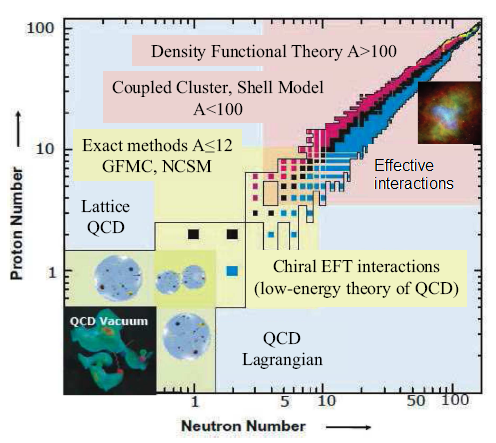 100
Density Functional Theory A>100
Coupled Cluster, Shell Model
A<100
Exact methods A≤12
GFMC, NCSM
10
Effective
interactions
Lattice
QCD
Proton Number
Chiral EFT interactions
(low-energy theory of QCD)
1
QCD Vacuum
QCD
Lagrangian
1
5
10
50
100
Neutron Number